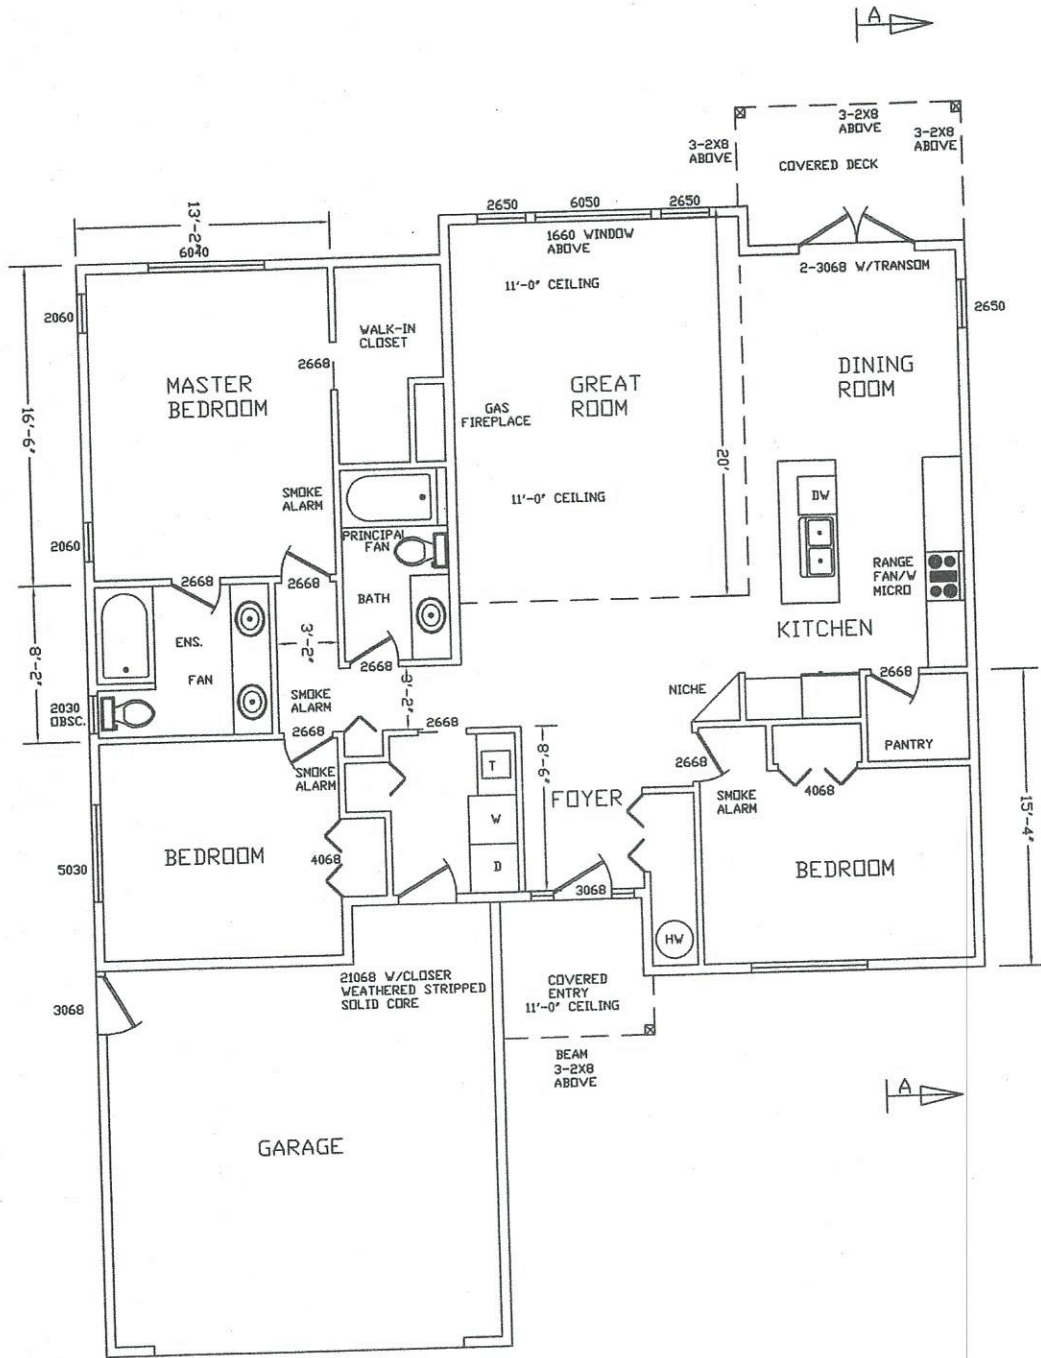 A
3-2X8
ABOVE
3-2X8
ABOVE
3-2X8
ABOVE
COVERED DECK
13'-2"
6040
2650
6050
2650
1660 WINDOW
ABOVE
11'-0" CEILING
2-3068 W/TRANSOM
2060
2650
WALK-IN
CLOSET
2668
MASTER
BEDROOM
GREAT
ROOM
DINING
ROOM
GAS
FIREPLACE
16'-6"
20'
SMOKE
ALARM
11'-0" CEILING
DW
2060
PRINCIPAL
FAN
RANGE
FAN/W
MICRO
2668
2668
BATH
KITCHEN
ENS.
FAN
3'-2"
2668
8'-2"
2030
OBSC.
SMOKE
ALARM
3'-2"
NICHE
2668
2668
2668
PANTRY
SMOKE
ALARM
T
8'-6"
2668
SMOKE
ALARM
4068
FOYER
W
15'-4"
BEDROOM
4068
5030
D
BEDROOM
3068
HW
21068 W/CLOSER
WEATHERED STRIPPED
SOLID CORE
COVERED
ENTRY
11'-0" CEILING
3068
BEAM
3-2X8
ABOVE
A
GARAGE